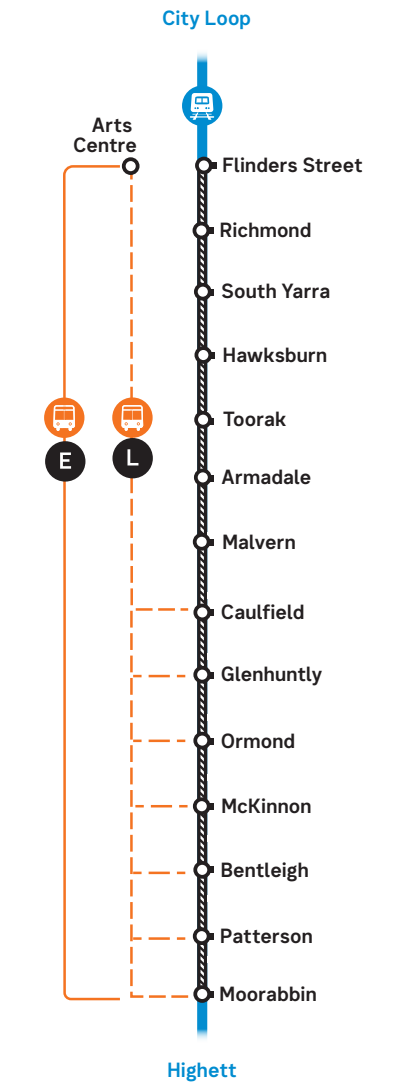 City Loop
Arts
Centre
Flinders Street
Richmond
South Yarra
Hawksburn
Toorak
E
L
Armadale
Malvern
Caulfield
Glenhuntly
Ormond
McKinnon
Bentleigh
Patterson
Moorabbin
Highett